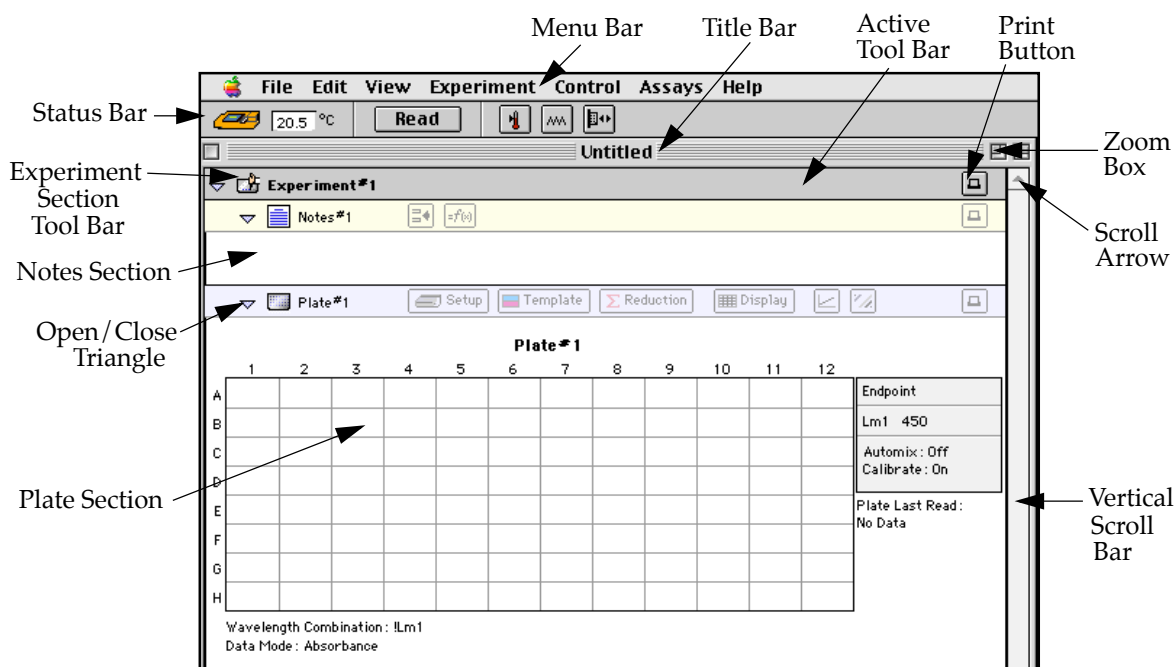 Menu Bar
Title Bar
Active
Tool Bar
Print
Button
File Edit View Experiment Control Assays Help
Status Bar
20.5 °C
Read
Untitled
Zoom
Box
Experiment
Section
Tool Bar
Experiment#1
Notes#1
=f(x)
Scroll
Arrow
Notes Section
Plate#1
Setup
Template
Σ Reduction
Display
Open/Close
Triangle
Plate#1
1 2 3 4 5 6 7 8 9 10 11 12
A
B
C
D
E
F
G
H
Endpoint
Lm1 450
Automix: Off
Calibrate: On
Plate Last Read:
No Data
Plate Section
Vertical
Scroll
Bar
Wavelength Combination: !Lm1
Data Mode: Absorbance